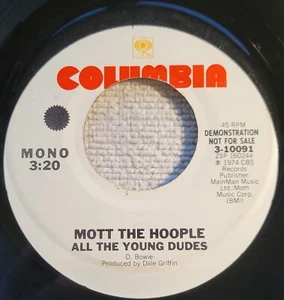 COLUMBIA
45 RPM
DEMONSTRATION
NOT FOR SALE
3-10091
ZSP 160244
℗ 1974 CBS
Records
Publisher
MainMan Music
Ltd./Moth
Music Corp.
(BMI)
MONO
3:20
MOTT THE HOOPLE
ALL THE YOUNG DUDES
-D. Bowie-
Produced by Dale Griffin